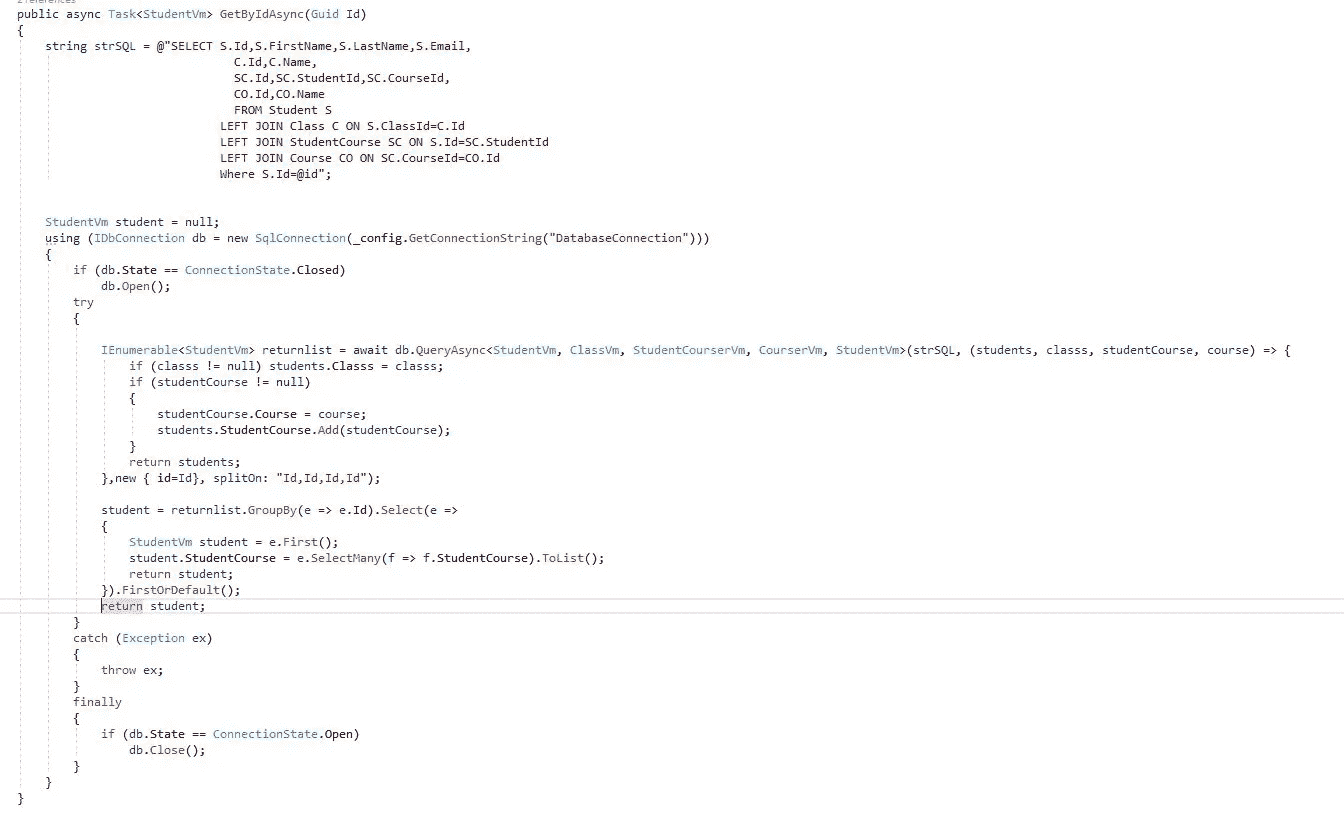 2 references
public async Task<StudentVm> GetByIdAsync(Guid Id)
{
string strSQL = @"SELECT S.Id,S.FirstName,S.LastName,S.Email,
C.Id,C.Name,
SC.Id,SC.StudentId,SC.CourseId,
CO.Id,CO.Name
FROM Student S
LEFT JOIN Class C ON S.ClassId=C.Id
LEFT JOIN StudentCourse SC ON S.Id=SC.StudentId
LEFT JOIN Course CO ON SC.CourseId=CO.Id
Where S.Id=@id";
StudentVm student = null;
using (IDbConnection db = new SqlConnection(_config.GetConnectionString("DatabaseConnection")))
{
if (db.State == ConnectionState.Closed)
db.Open();
try
{
IEnumerable<StudentVm> returnlist = await db.QueryAsync<StudentVm, ClassVm, StudentCourserVm, CourserVm, StudentVm>(strSQL, (students, classs, studentCourse, course) => {
if (classs != null) students.Classs = classs;
if (studentCourse != null)
{
studentCourse.Course = course;
students.StudentCourse.Add(studentCourse);
}
return students;
},new { id=Id}, splitOn: "Id,Id,Id,Id");
student = returnlist.GroupBy(e => e.Id).Select(e =>
{
StudentVm student = e.First();
student.StudentCourse = e.SelectMany(f => f.StudentCourse).ToList();
return student;
}).FirstOrDefault();
return student;
}
catch (Exception ex)
{
throw ex;
}
finally
{
if (db.State == ConnectionState.Open)
db.Close();
}
}
}